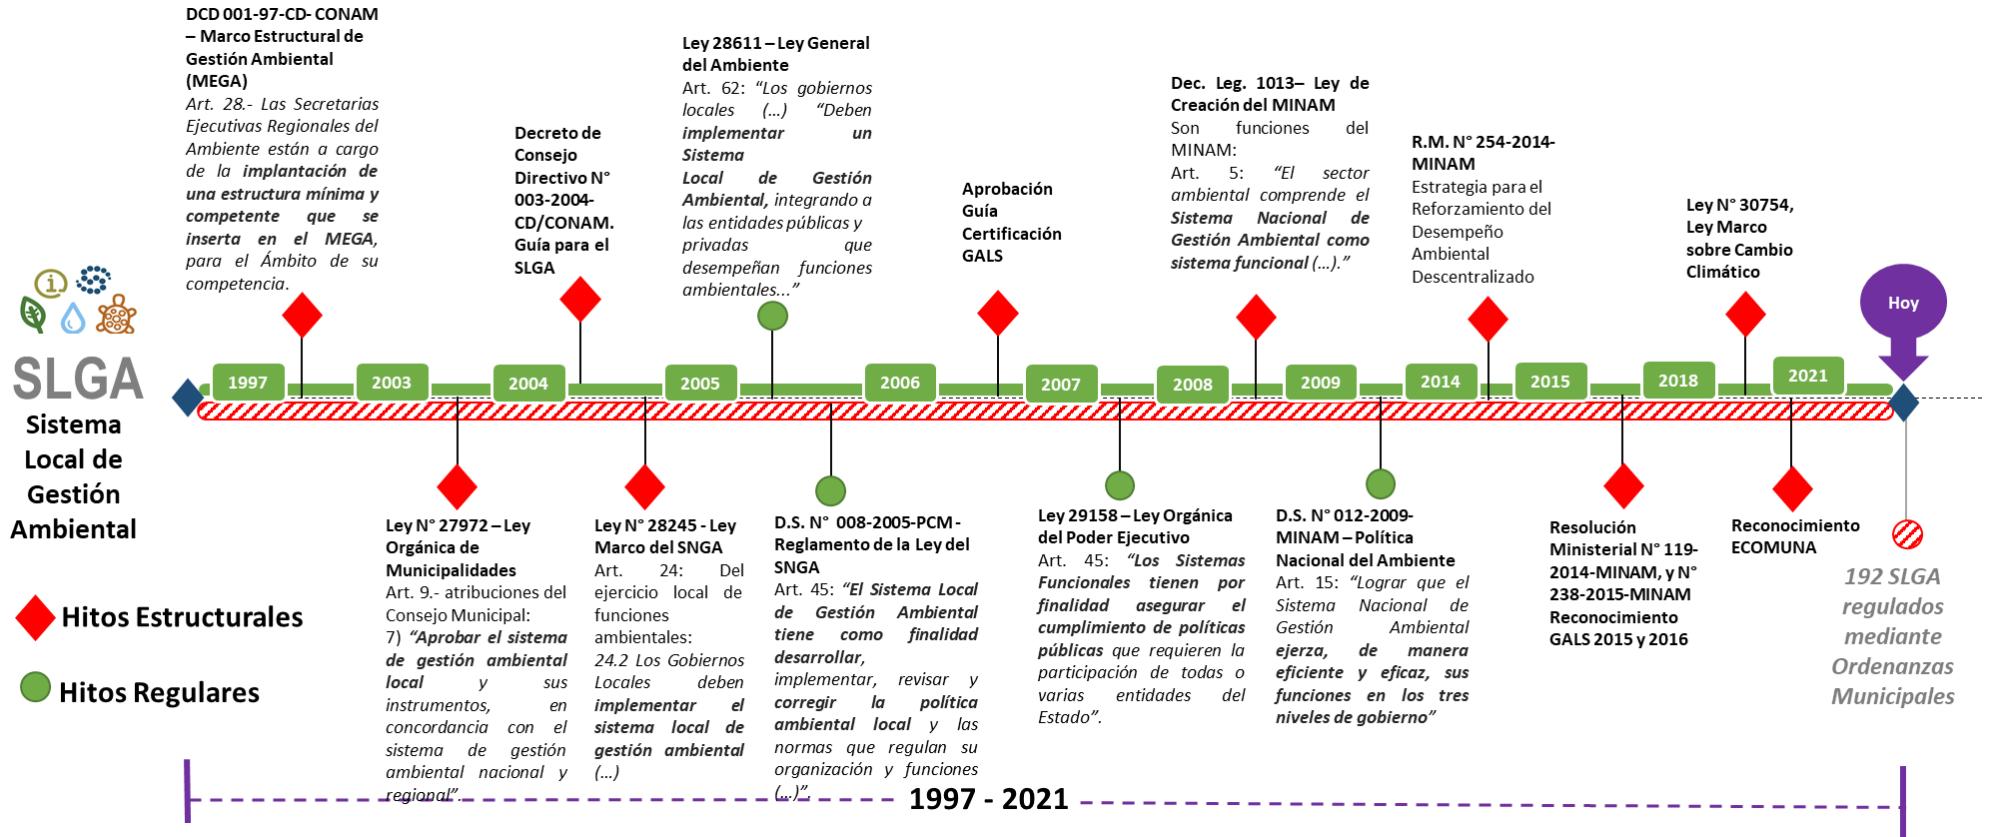 DCD 001-97-CD- CONAM
– Marco Estructural de
Gestión Ambiental
(MEGA)
Art. 28.- Las Secretarias
Ejecutivas Regionales del
Ambiente están a cargo
de la implantación de
una estructura mínima y
competente que se
inserta en el MEGA,
para el Ámbito de su
competencia.
Decreto de
Consejo
Directivo N°
003-2004-
CD/CONAM.
Guía para el
SLGA
Ley 28611 – Ley General
del Ambiente
Art. 62: “Los gobiernos
locales (...) “Deben
implementar un
Sistema
Local de Gestión
Ambiental, integrando a
las entidades públicas y
privadas que
desempeñan funciones
ambientales...”
Aprobación
Guía
Certificación
GALS
Dec. Leg. 1013– Ley de
Creación del MINAM
Son funciones del
MINAM:
Art. 5: “El sector
ambiental comprende el
Sistema Nacional de
Gestión Ambiental como
sistema funcional (...).”
R.M. N° 254-2014-
MINAM
Estrategia para el
Reforzamiento del
Desempeño
Ambiental
Descentralizado
Ley N° 30754,
Ley Marco
sobre Cambio
Climático
Hoy
SLGA
Sistema
Local de
Gestión
Ambiental
1997
2003
2004
2005
2006
2007
2008
2009
2014
2015
2018
2021
Hitos Estructurales
Hitos Regulares
Ley N° 27972 – Ley
Orgánica de
Municipalidades
Art. 9.- atribuciones del
Consejo Municipal:
7) “Aprobar el sistema
de gestión ambiental
local y sus
instrumentos, en
concordancia con el
sistema de gestión
ambiental nacional y
regional”.
Ley N° 28245 - Ley
Marco del SNGA
Art. 24: Del
ejercicio local de
funciones
ambientales:
24.2 Los Gobiernos
Locales deben
implementar el
sistema local de
gestión ambiental
(...)
D.S. N° 008-2005-PCM -
Reglamento de la Ley del
SNGA
Art. 45: “El Sistema Local
de Gestión Ambiental
tiene como finalidad
desarrollar,
implementar, revisar y
corregir la política
ambiental local y las
normas que regulan su
organización y funciones
(...)”.
Ley 29158 – Ley Orgánica
del Poder Ejecutivo
Art. 45: “Los Sistemas
Funcionales tienen por
finalidad asegurar el
cumplimiento de políticas
públicas que requieren la
participación de todas o
varias entidades del
Estado”.
D.S. N° 012-2009-
MINAM – Política
Nacional del Ambiente
Art. 15: “Lograr que el
Sistema Nacional de
Gestión Ambiental
ejerza, de manera
eficiente y eficaz, sus
funciones en los tres
niveles de gobierno”
Resolución
Ministerial N° 119-
2014-MINAM, y N°
238-2015-MINAM
Reconocimiento
GALS 2015 y 2016
Reconocimiento
ECOMUNA
192 SLGA
regulados
mediante
Ordenanzas
Municipales
1997 - 2021